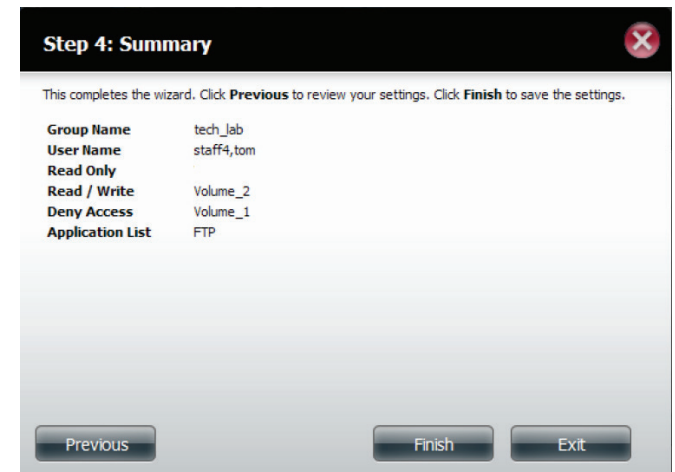 Step 4: Summary
This completes the wizard. Click Previous to review your settings. Click Finish to save the settings.
Group Name tech_lab
User Name staff4,tom
Read Only
Read / Write Volume_2
Deny Access Volume_1
Application List FTP
Previous Finish Exit